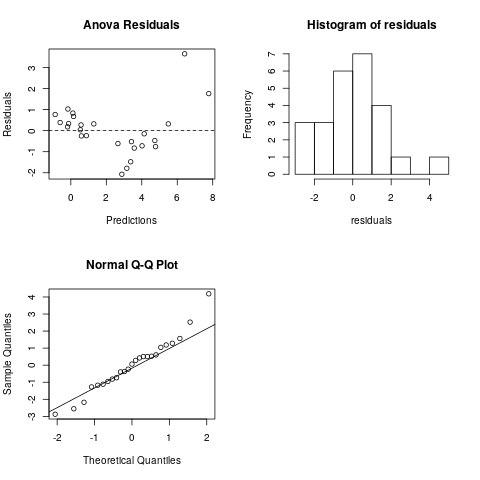 Anova Residuals
Residuals
-2 -1 0 1 2 3
0 2 4 6 8
Predictions
Histogram of residuals
Frequency
0 1 2 3 4 5 6 7
-2 0 2 4
residuals
Normal Q-Q Plot
Sample Quantiles
-3 -2 -1 0 1 2 3 4
-2 -1 0 1 2
Theoretical Quantiles